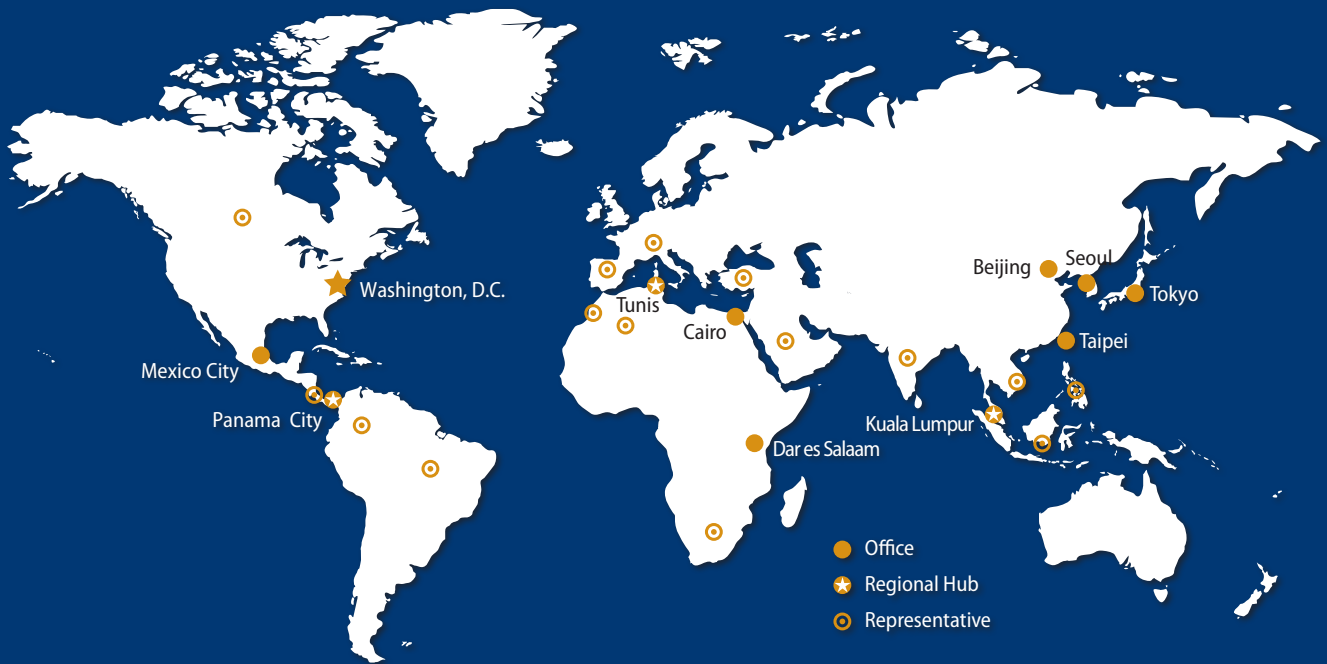 Washington, D.C.
Mexico City
Panama City
Tunis
Cairo
Dar es Salaam
Beijing
Seoul
Tokyo
Taipei
Kuala Lumpur
Office
Regional Hub
Representative